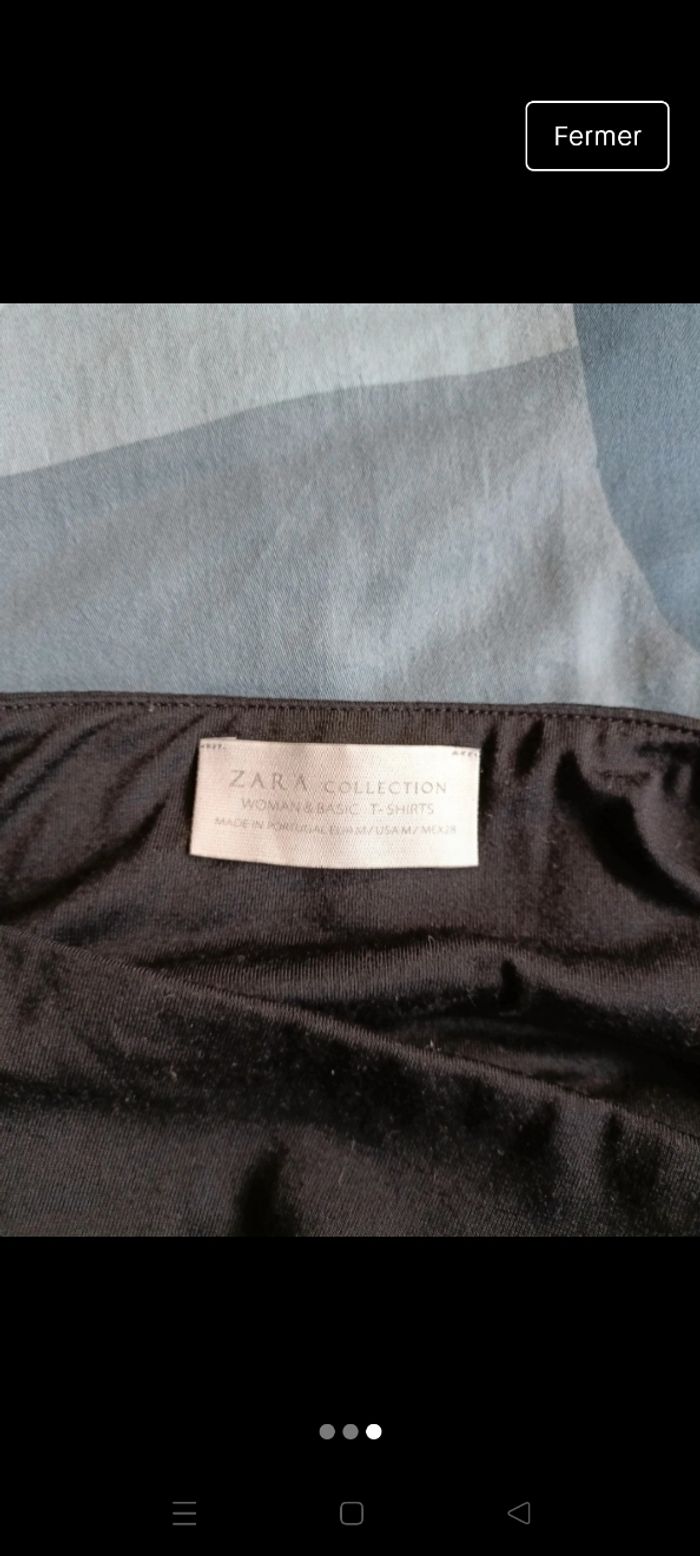 Fermer
ZARA COLLECTION
WOMAN & BASIC T-SHIRTS
MADE IN PORTUGAL EUR M / USA M / MEX 28